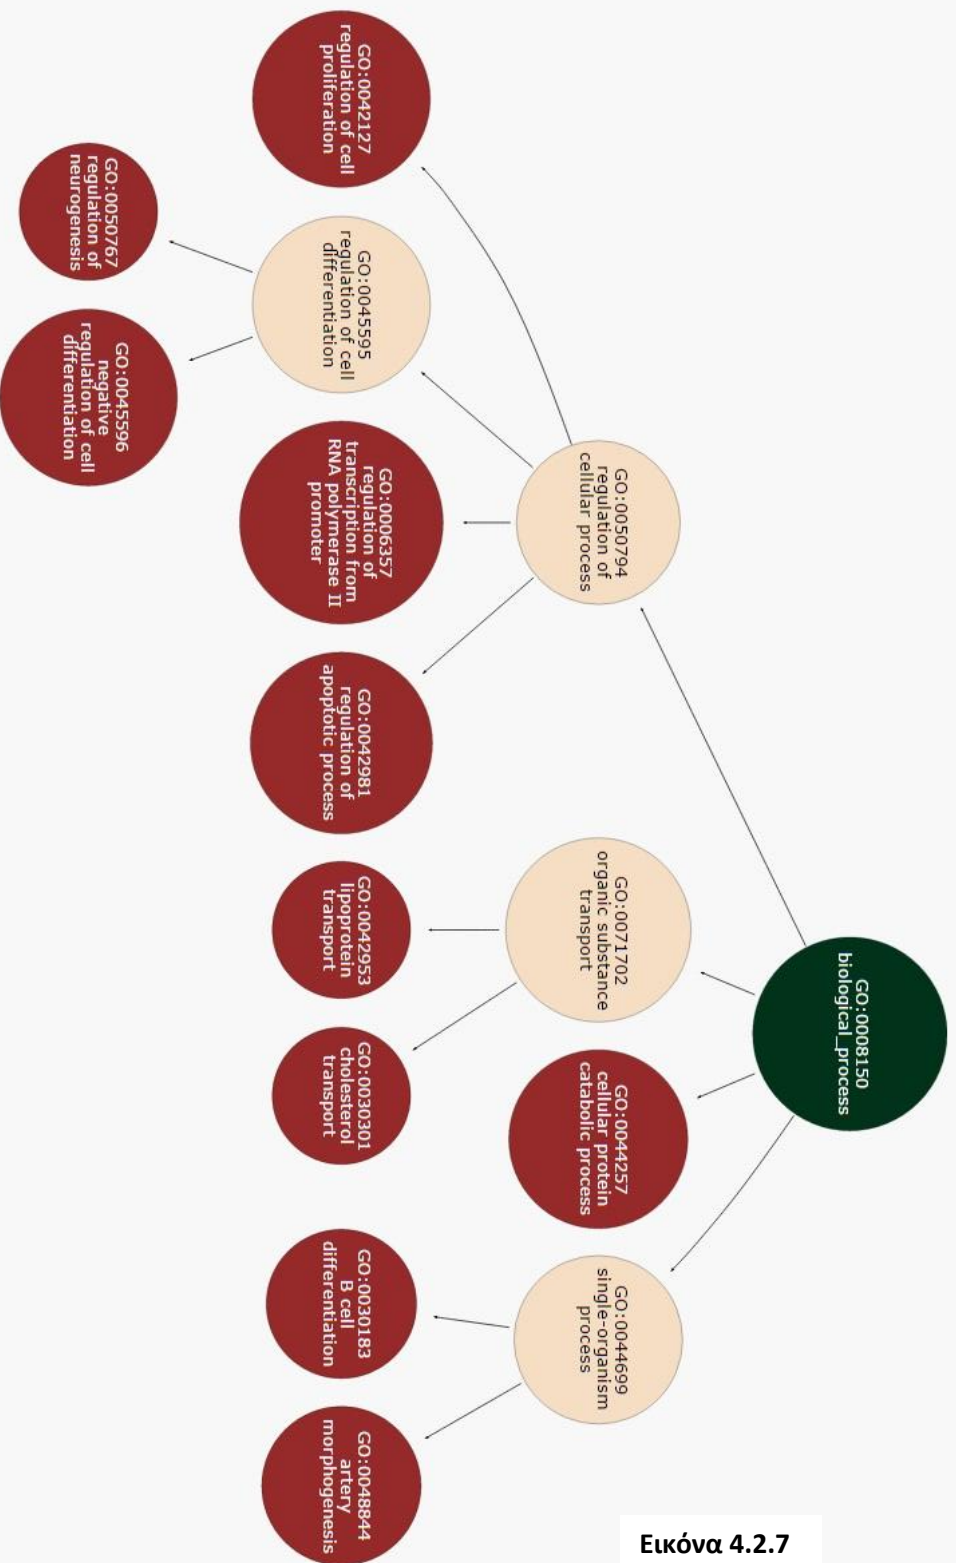 GO:0008150
biological_process
GO:0050794
regulation of
cellular process
GO:0071702
organic substance
transport
GO:0044257
cellular protein
catabolic process
GO:0044699
single-organism
process
GO:0042127
regulation of cell
proliferation
GO:0045595
regulation of cell
differentiation
GO:0006357
regulation of
transcription from
RNA polymerase II
promoter
GO:0042981
regulation of
apoptotic process
GO:0042953
lipoprotein
transport
GO:0030301
cholesterol
transport
GO:0030183
B cell
differentiation
GO:0048844
artery
morphogenesis
GO:0050767
regulation of
neurogenesis
GO:0045596
negative
regulation of cell
differentiation
Εικόνα 4.2.7